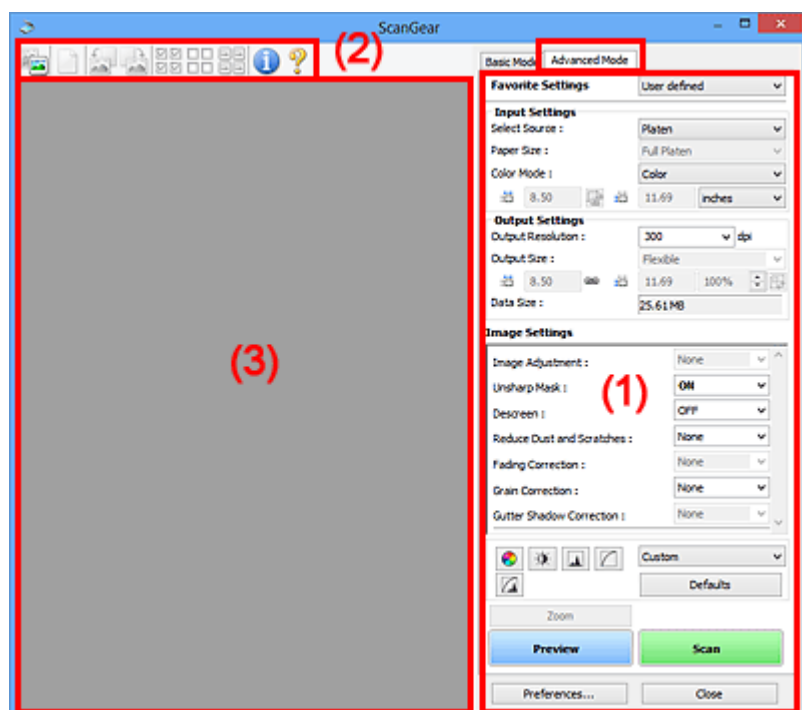 ScanGear
(2)
Basic Mode Advanced Mode
Favorite Settings User defined
Input Settings
Select Source : Platen
Paper Size : Full Platen
Color Mode : Color
8.50 11.69 inches
Output Settings
Output Resolution : 300 dpi
Output Size : Flexible
8.50 11.69 100%
Data Size : 25.61 MB
Image Settings
(3)
(1)
Image Adjustment : None
Unsharp Mask : ON
Descreen : OFF
Reduce Dust and Scratches : None
Fading Correction : None
Grain Correction : None
Gutter Shadow Correction : None
Custom
Defaults
Zoom
Preview Scan
Preferences... Close